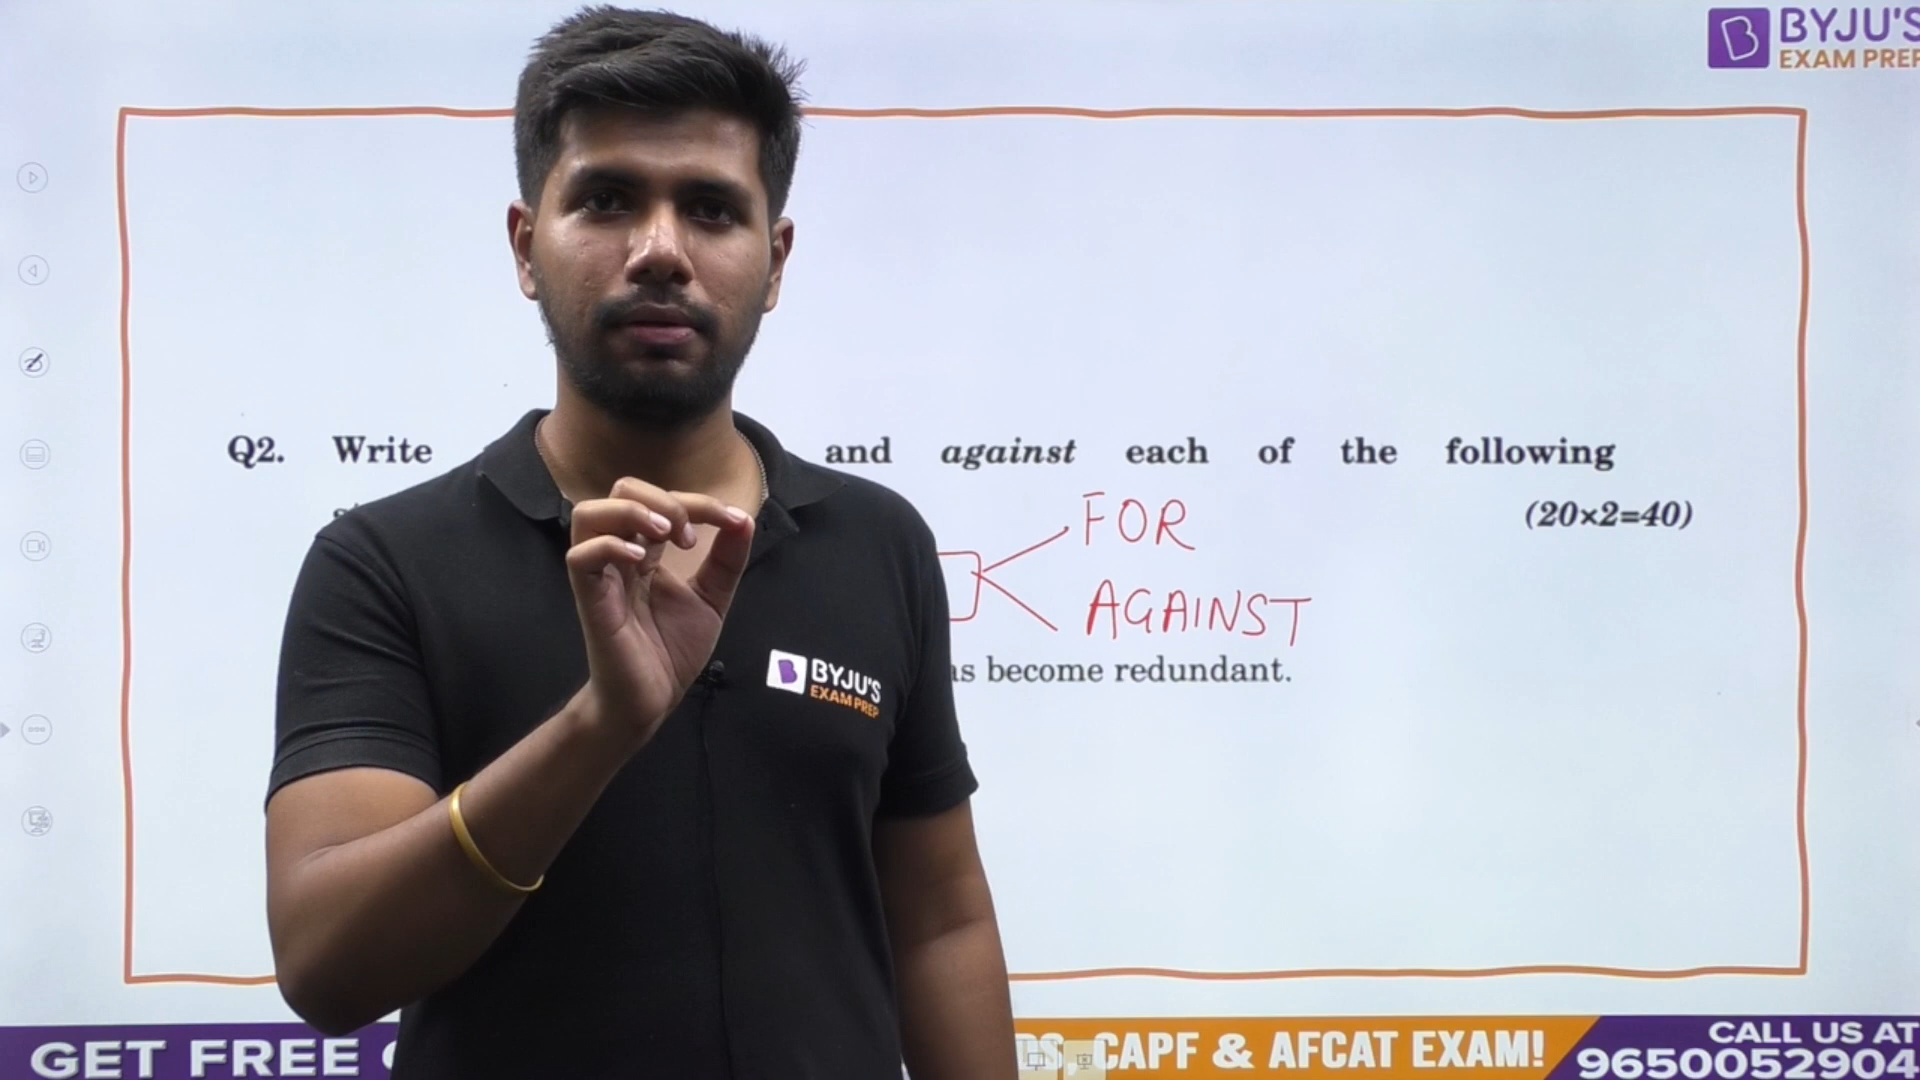 BYJU'S
EXAM PREP
Q2. Write and against each of the following
(20×2=40)
FOR
AGAINST
become redundant.
BYJU'S
EXAM PREP
GET FREE
CAPF & AFCAT EXAM!
CALL US AT
9650052904